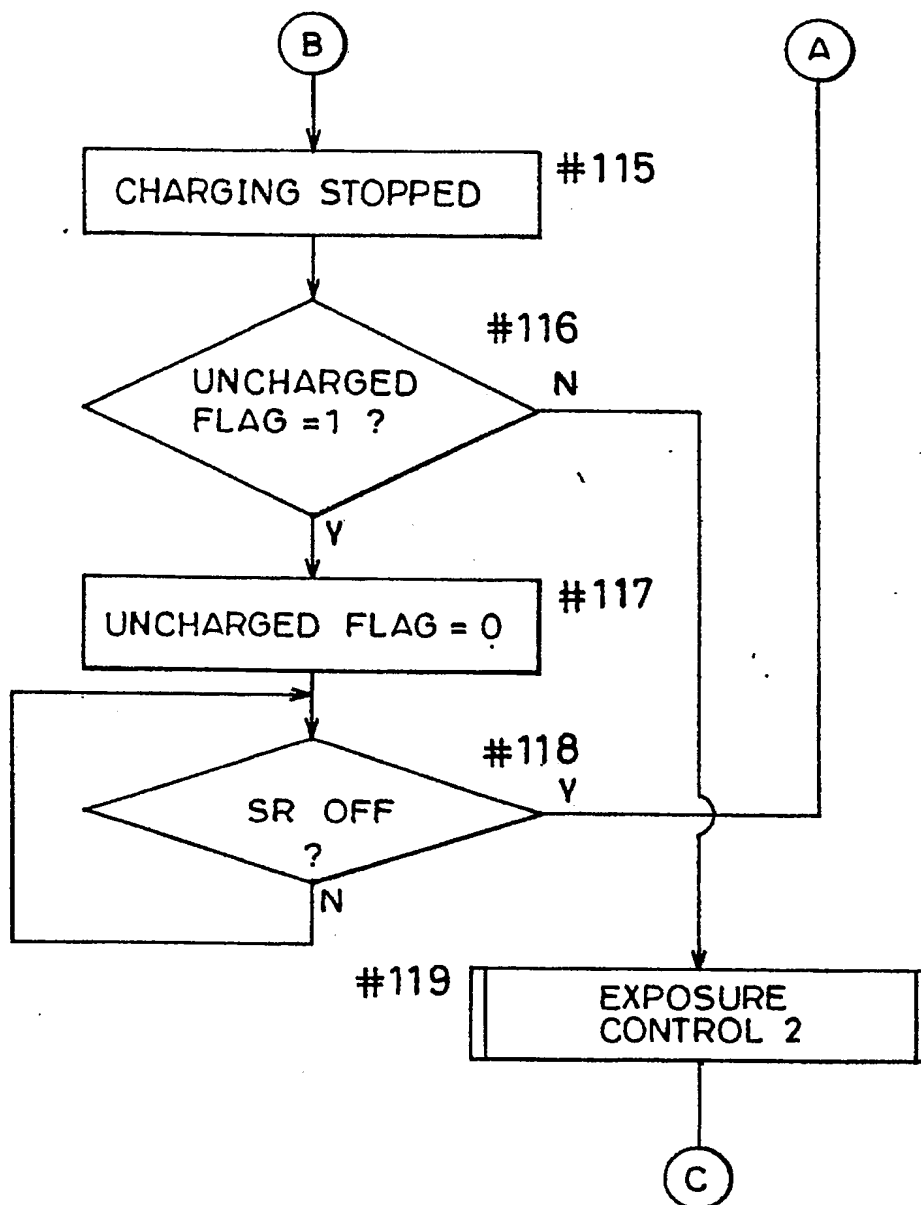 B
A
CHARGING STOPPED
#115
#116
UNCHARGED
FLAG =1 ?
N
Y
UNCHARGED FLAG = 0
#117
#118
SR OFF
?
Y
N
#119
EXPOSURE
CONTROL 2
C